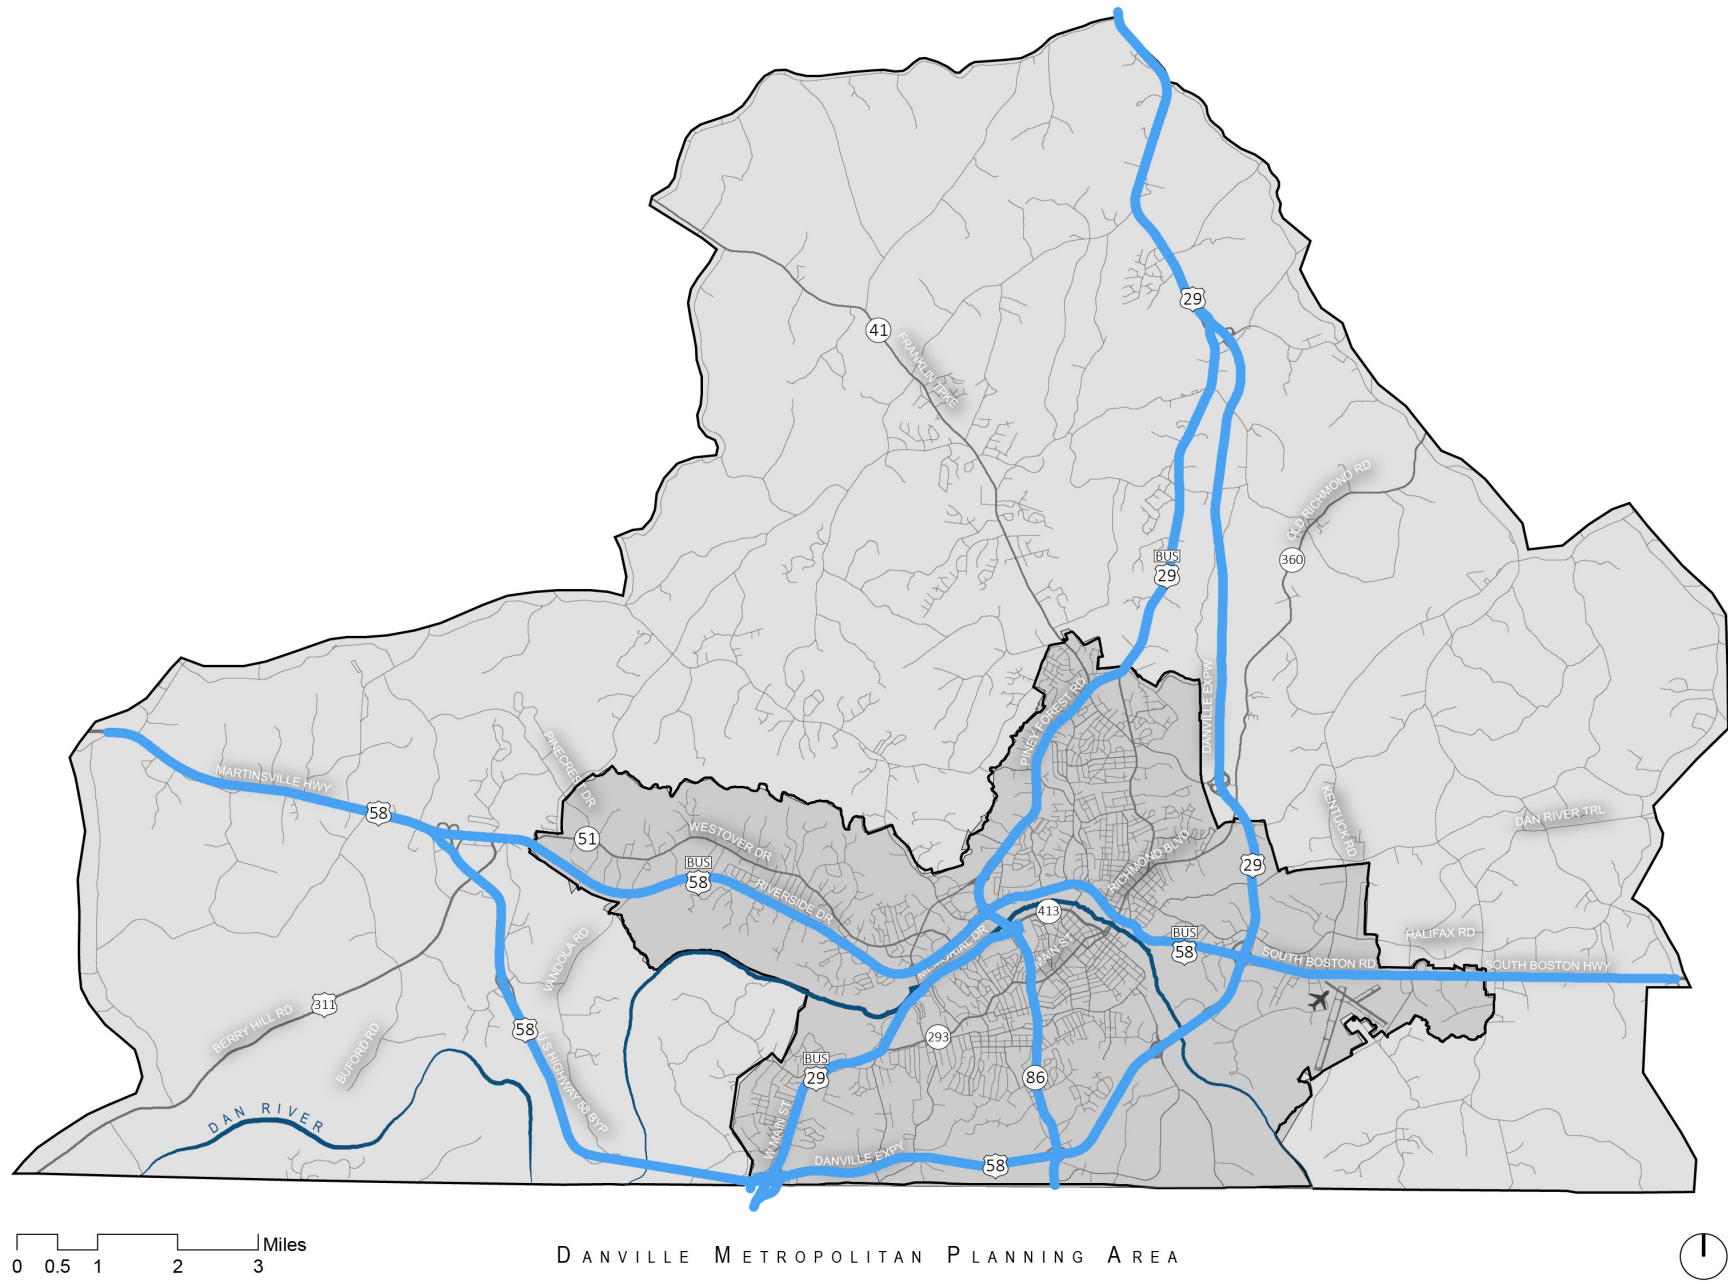 29
41
FRANKLIN TPKE
OLD RICHMOND RD
BUS
29
360
DANVILLE EXPW
PINEY FOREST RD
PINECREST DR
MARTINSVILLE HWY
58
KENTUCK RD
DAN RIVER TRL
51
WESTOVER DR
BUS
58
RIVERSIDE DR
RICHMOND BLVD
29
413
MAIN ST
MEMORIAL DR
BUS
58
HALIFAX RD
SOUTH BOSTON RD
SOUTH BOSTON HWY
VANDOLA RD
311
BERRY HILL RD
BUFORD RD
58
U S HIGHWAY 58 BYP
293
BUS
29
86
W MAIN ST
DAN RIVER
DANVILLE EXPY
58
Miles
0 0.5 1 2 3
DANVILLE METROPOLITAN PLANNING AREA